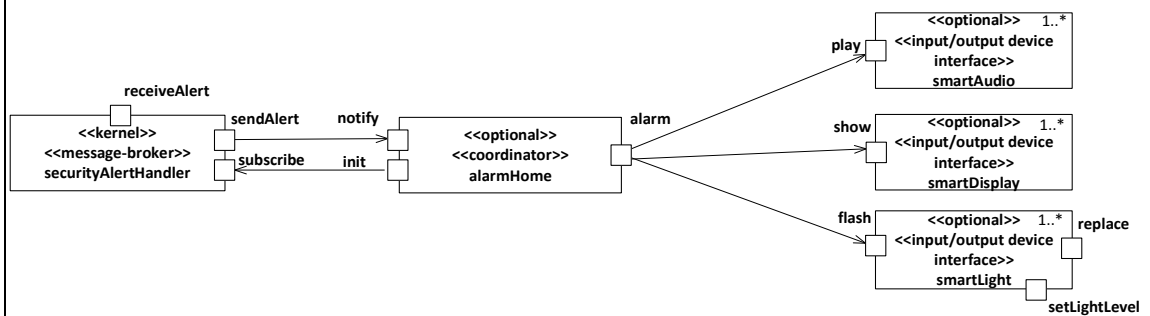 receiveAlert
<<kernel>>
<<message-broker>>
securityAlertHandler
sendAlert
subscribe
notify
init
<<optional>>
<<coordinator>>
alarmHome
alarm
play
<<optional>> 1..*
<<input/output device
interface>>
smartAudio
show
<<optional>> 1..*
<<input/output device
interface>>
smartDisplay
flash
<<optional>> 1..*
<<input/output device
interface>>
smartLight
replace
setLightLevel